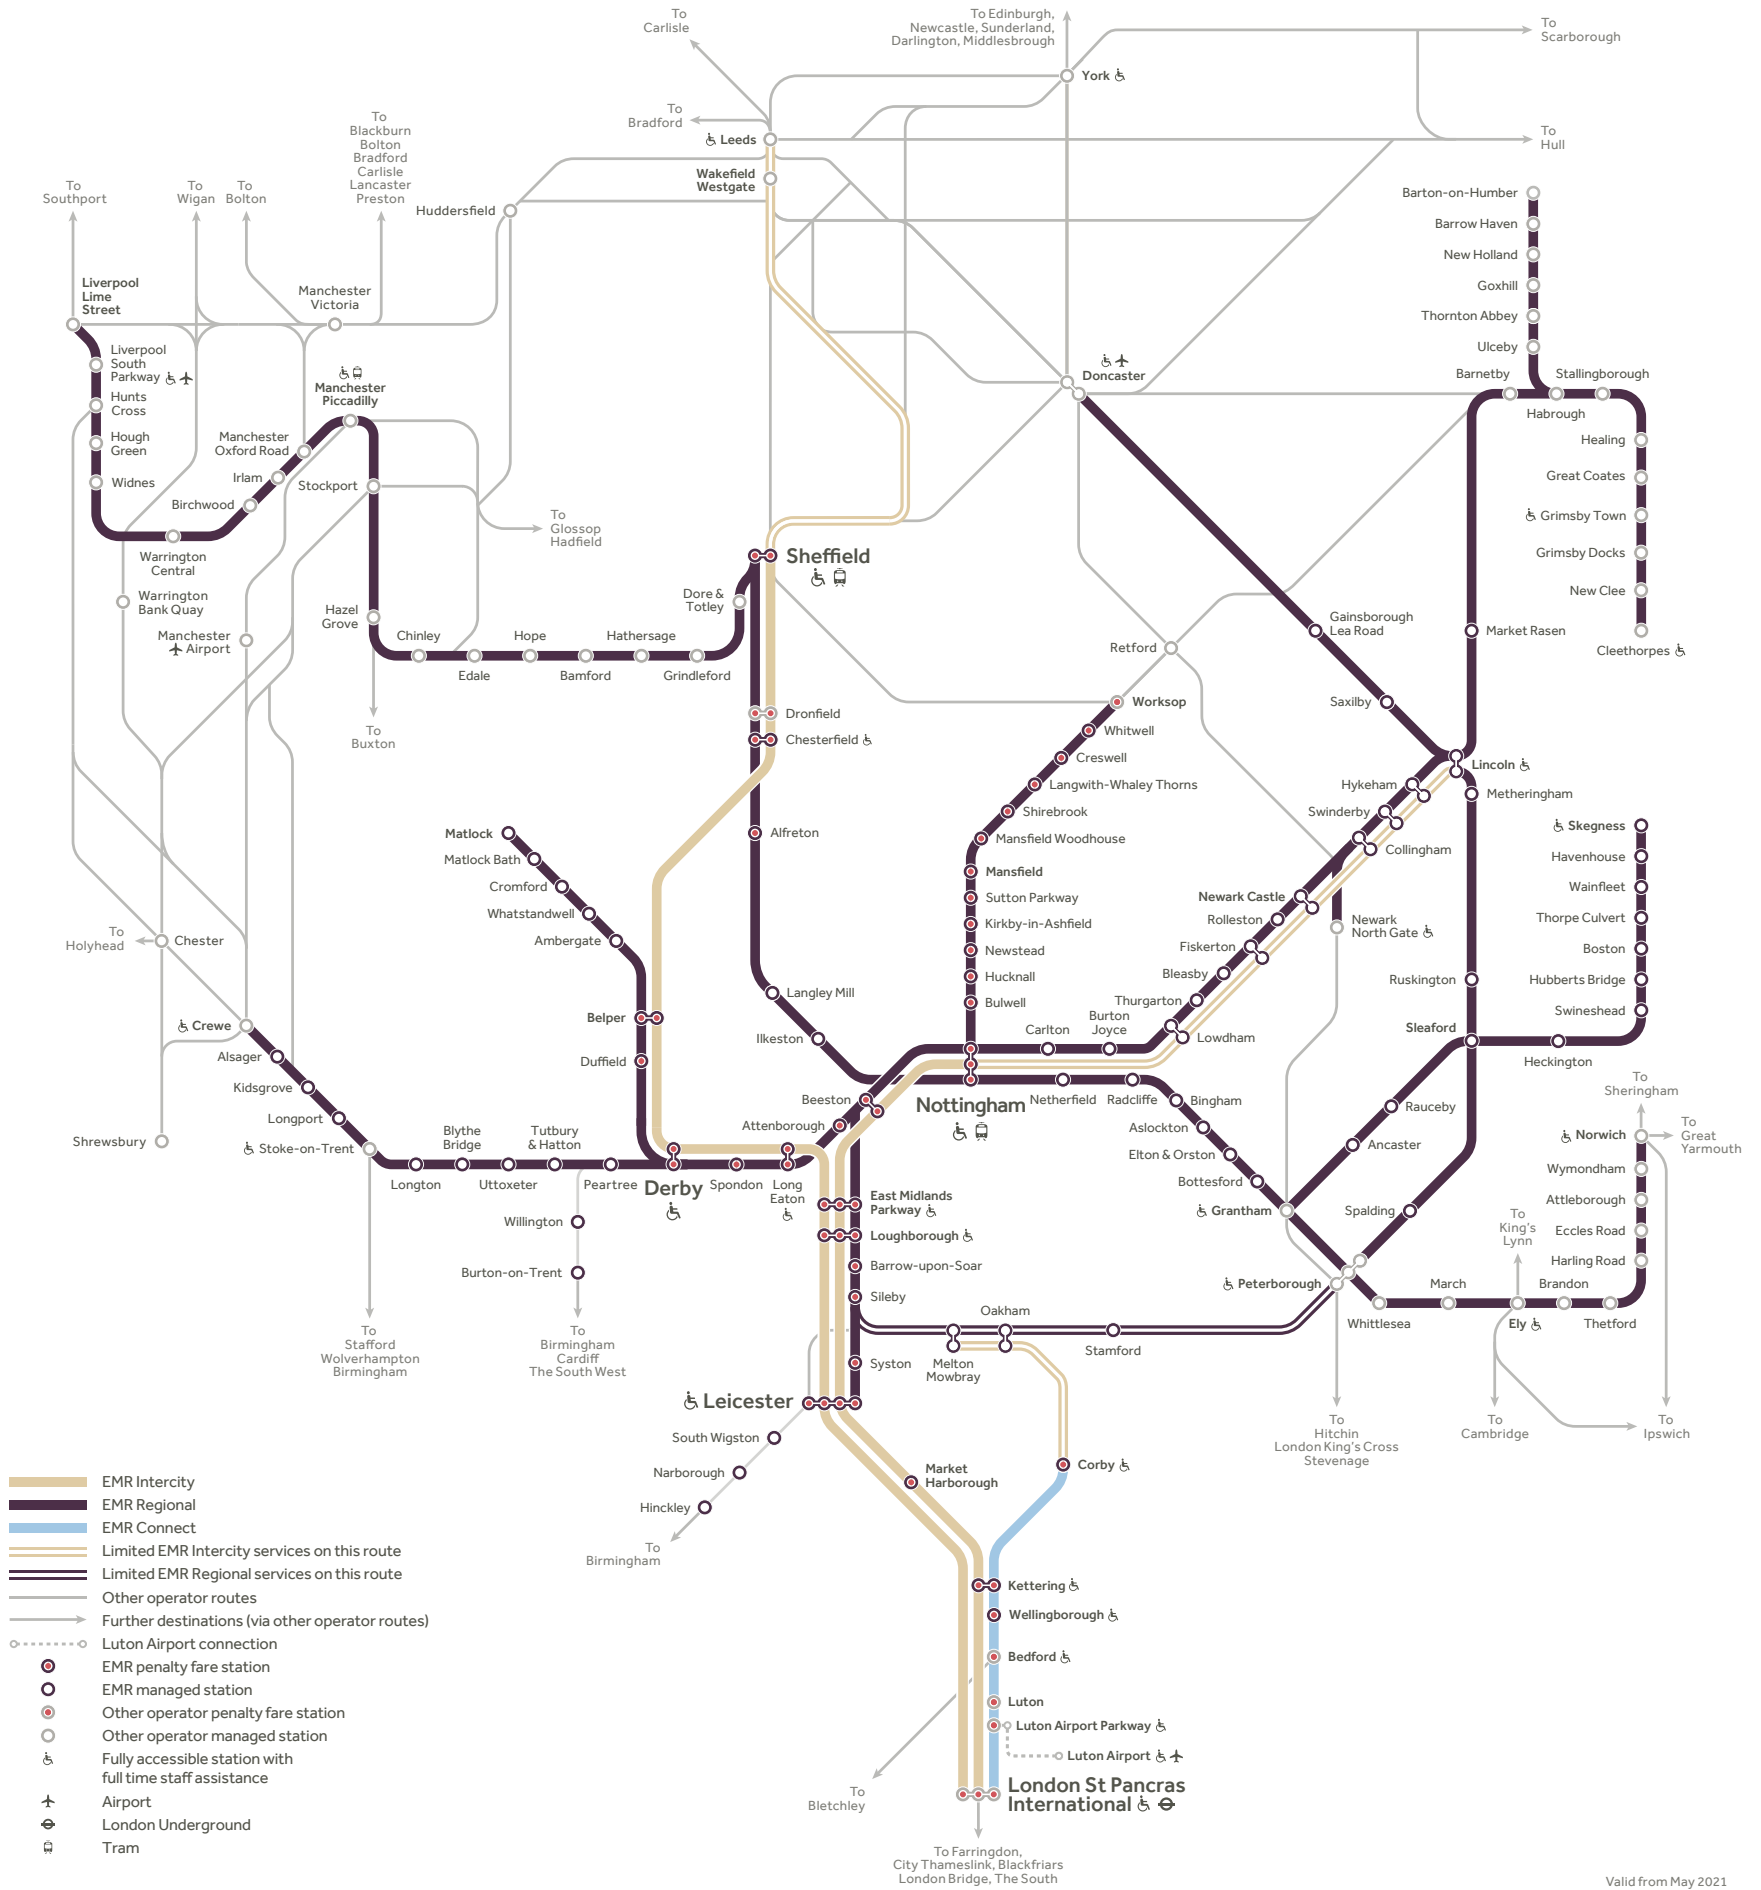 To
Carlisle
To Edinburgh,
Newcastle, Sunderland,
Darlington, Middlesbrough
To
Scarborough
York
To
Bradford
Leeds
To
Hull
Wakefield
Westgate
To
Blackburn
Bolton
Bradford
Carlisle
Lancaster
Preston
To
Southport
To
Wigan
To
Bolton
Huddersfield
Manchester
Victoria
Liverpool
Lime
Street
Liverpool
South
Parkway
Hunts
Cross
Hough
Green
Widnes
Warrington
Central
Birchwood
Irlam
Manchester
Oxford Road
Manchester
Piccadilly
Stockport
To
Glossop
Hadfield
Warrington
Bank Quay
Manchester
Airport
Hazel
Grove
To
Buxton
Chinley
Edale
Hope
Bamford
Hathersage
Grindleford
Dore &
Totley
Sheffield
Doncaster
Barton-on-Humber
Barrow Haven
New Holland
Goxhill
Thornton Abbey
Ulceby
Barnetby
Habrough
Stallingborough
Healing
Great Coates
Grimsby Town
Grimsby Docks
New Clee
Cleethorpes
Gainsborough
Lea Road
Market Rasen
Saxilby
Retford
Worksop
Whitwell
Creswell
Langwith-Whaley Thorns
Shirebrook
Mansfield Woodhouse
Mansfield
Sutton Parkway
Kirkby-in-Ashfield
Newstead
Hucknall
Bulwell
Dronfield
Chesterfield
Alfreton
Langley Mill
Ilkeston
Matlock
Matlock Bath
Cromford
Whatstandwell
Ambergate
Belper
Duffield
Lincoln
Hykeham
Swinderby
Collingham
Newark Castle
Rolleston
Newark
North Gate
Fiskerton
Bleasby
Thurgarton
Lowdham
Burton
Joyce
Carlton
Metheringham
Ruskington
Sleaford
Skegness
Havenhouse
Wainfleet
Thorpe Culvert
Boston
Hubberts Bridge
Swineshead
Heckington
Rauceby
Ancaster
To
Holyhead
Chester
Shrewsbury
Crewe
Alsager
Kidsgrove
Longport
Stoke-on-Trent
Longton
Blythe
Bridge
Uttoxeter
Tutbury
& Hatton
Peartree
Derby
Spondon
Long
Eaton
Attenborough
Beeston
Nottingham
Netherfield
Radcliffe
Bingham
Aslockton
Elton & Orston
Bottesford
Grantham
Spalding
Peterborough
Whittlesea
March
Ely
Brandon
Thetford
Harling Road
Eccles Road
Attleborough
Wymondham
Norwich
To
Sheringham
To
Great
Yarmouth
To
King's
Lynn
To
Hitchin
London King's Cross
Stevenage
To
Cambridge
To
Ipswich
Willington
Burton-on-Trent
To
Stafford
Wolverhampton
Birmingham
To
Birmingham
Cardiff
The South West
East Midlands
Parkway
Loughborough
Barrow-upon-Soar
Sileby
Syston
Leicester
Melton
Mowbray
Oakham
Stamford
Corby
South Wigston
Narborough
Hinckley
To
Birmingham
Market
Harborough
Kettering
Wellingborough
Bedford
Luton
Luton Airport Parkway
Luton Airport
London St Pancras
International
To
Bletchley
To Farringdon,
City Thameslink, Blackfriars
London Bridge, The South
EMR Intercity
EMR Regional
EMR Connect
Limited EMR Intercity services on this route
Limited EMR Regional services on this route
Other operator routes
Further destinations (via other operator routes)
Luton Airport connection
EMR penalty fare station
EMR managed station
Other operator penalty fare station
Other operator managed station
Fully accessible station with
full time staff assistance
Airport
London Underground
Tram
Valid from May 2021